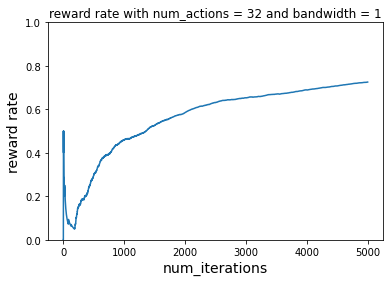 reward rate with num_actions = 32 and bandwidth = 1
1.0
0.8
0.6
0.4
0.2
0.0
reward rate
0 1000 2000 3000 4000 5000
num_iterations